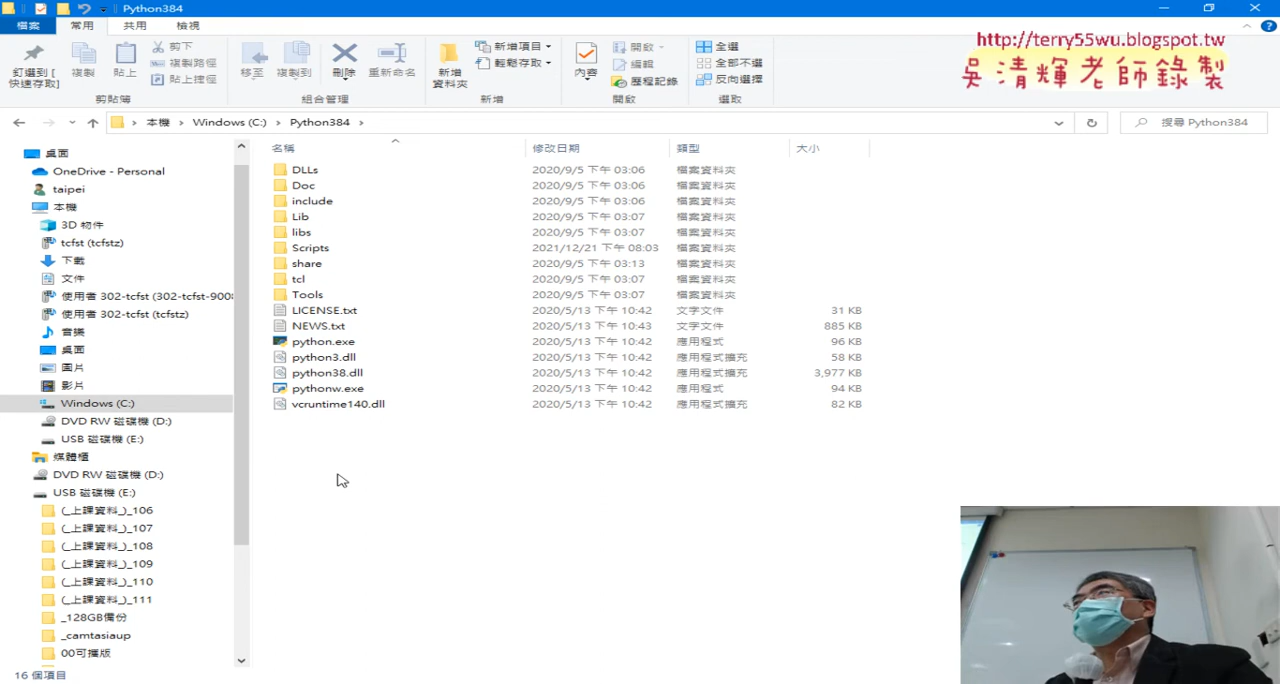 Python384
檔案 常用 共用 檢視
http://terry55wu.blogspot.tw
吳清輝老師錄製
釘選到 [
快速存取]
複製
貼上
剪下
複製路徑
貼上捷徑
剪貼簿
移至
複製到
刪除
重新命名
組合管理
新增
資料夾
新增項目
輕鬆存取
新增
內容
開啟
編輯
歷程記錄
開啟
全選
全部不選
反向選擇
選取
本機 Windows (C:) Python384
搜尋 Python384
桌面
OneDrive - Personal
taipei
本機
3D 物件
tcfst (tcfstz)
下載
文件
使用者 302-tcfst (302-tcfst-9008
使用者 302-tcfst (tcfstz)
音樂
桌面
圖片
影片
Windows (C:)
DVD RW 磁碟機 (D:)
USB 磁碟機 (E:)
媒體櫃
DVD RW 磁碟機 (D:)
USB 磁碟機 (E:)
(_上課資料_)_106
(_上課資料_)_107
(_上課資料_)_108
(_上課資料_)_109
(_上課資料_)_110
(_上課資料_)_111
_128GB備份
_camtasiaup
00可攜版
名稱 修改日期 類型 大小
DLLs 2020/9/5 下午 03:06 檔案資料夾
Doc 2020/9/5 下午 03:06 檔案資料夾
include 2020/9/5 下午 03:06 檔案資料夾
Lib 2020/9/5 下午 03:07 檔案資料夾
libs 2020/9/5 下午 03:07 檔案資料夾
Scripts 2021/12/21 下午 08:03 檔案資料夾
share 2020/9/5 下午 03:13 檔案資料夾
tcl 2020/9/5 下午 03:07 檔案資料夾
Tools 2020/9/5 下午 03:07 檔案資料夾
LICENSE.txt 2020/5/13 下午 10:42 文字文件 31 KB
NEWS.txt 2020/5/13 下午 10:43 文字文件 885 KB
python.exe 2020/5/13 下午 10:42 應用程式 96 KB
python3.dll 2020/5/13 下午 10:42 應用程式擴充 58 KB
python38.dll 2020/5/13 下午 10:42 應用程式擴充 3,977 KB
pythonw.exe 2020/5/13 下午 10:42 應用程式 94 KB
vcruntime140.dll 2020/5/13 下午 10:42 應用程式擴充 82 KB
16 個項目